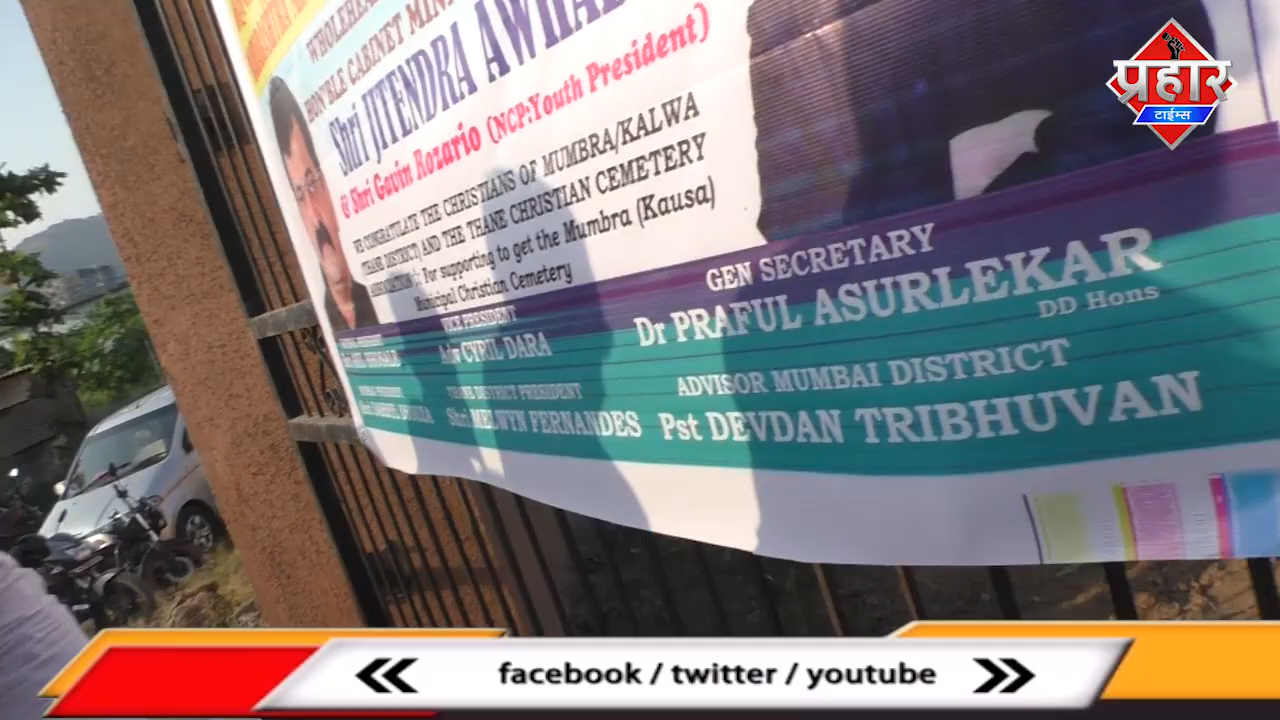 WHOLEHEA
HON'BLE CABINET MIN
Shri JITENDRA AWHAD
& Shri Gavin Rozario (NCP:Youth President)
WE CONGRATULATE THE CHRISTIANS OF MUMBRA/KALWA
THANE DISTRICT) AND THE THANE CHRISTIAN CEMETERY
ASSOCIATION : For supporting to get the Mumbra (Kausa)
Municipal Christian Cemetery
GEN SECRETARY
Dr PRAFUL ASURLEKAR
DD Hons
VICE PRESIDENT
Adv CYRIL DARA
THANE DISTRICT PRESIDENT
Shri MELWYN FERNANDES
ADVISOR MUMBAI DISTRICT
Pst DEVDAN TRIBHUVAN
प्रहार
टाईम्स
facebook / twitter / youtube